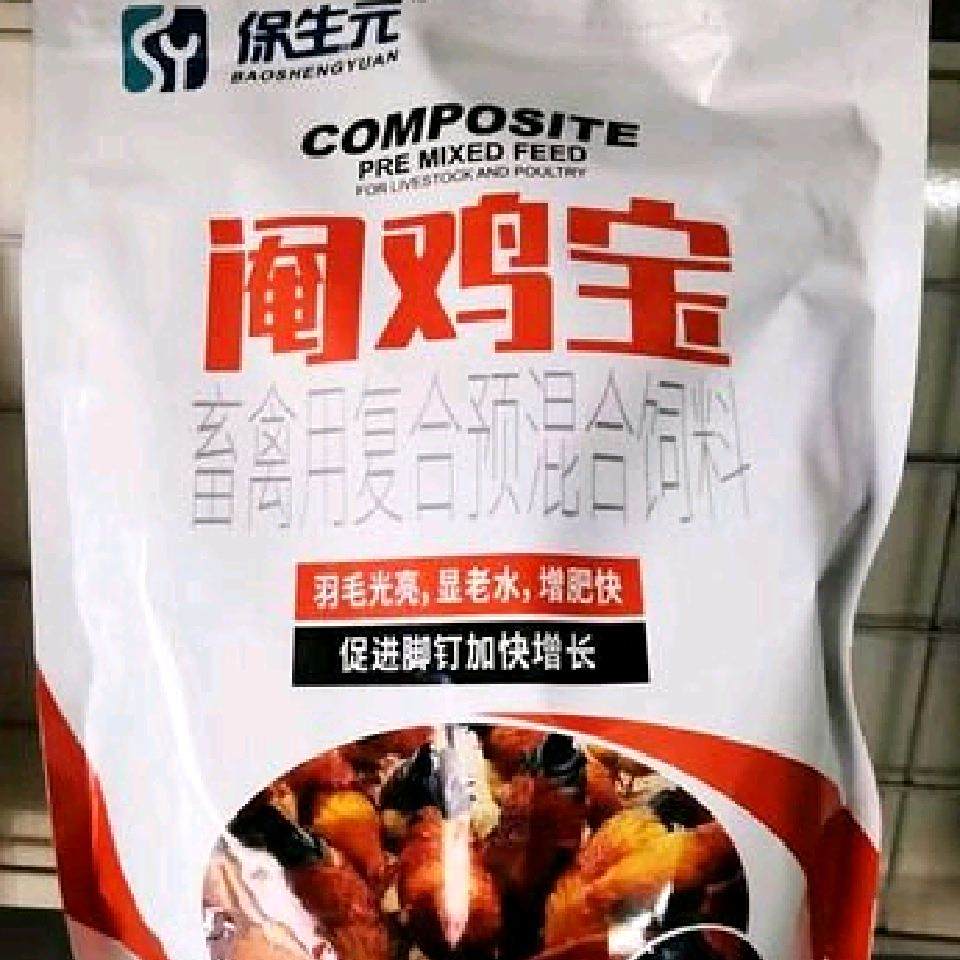 保生元
BAOSHENGYUAN
COMPOSITE
PRE MIXED FEED
FOR LIVESTOCK AND POULTRY
阉鸡宝
畜禽用复合预混合饲料
羽毛光亮,显老水,增肥快
促进脚钉加快增长